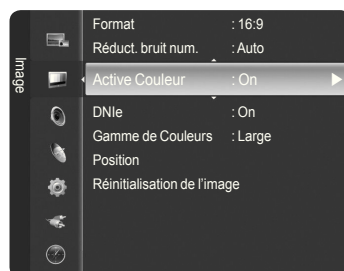 Image
Format : 16:9
Réduct. bruit num. : Auto
Active Couleur : On
DNIe : On
Gamme de Couleurs : Large
Position
Réinitialisation de l'image